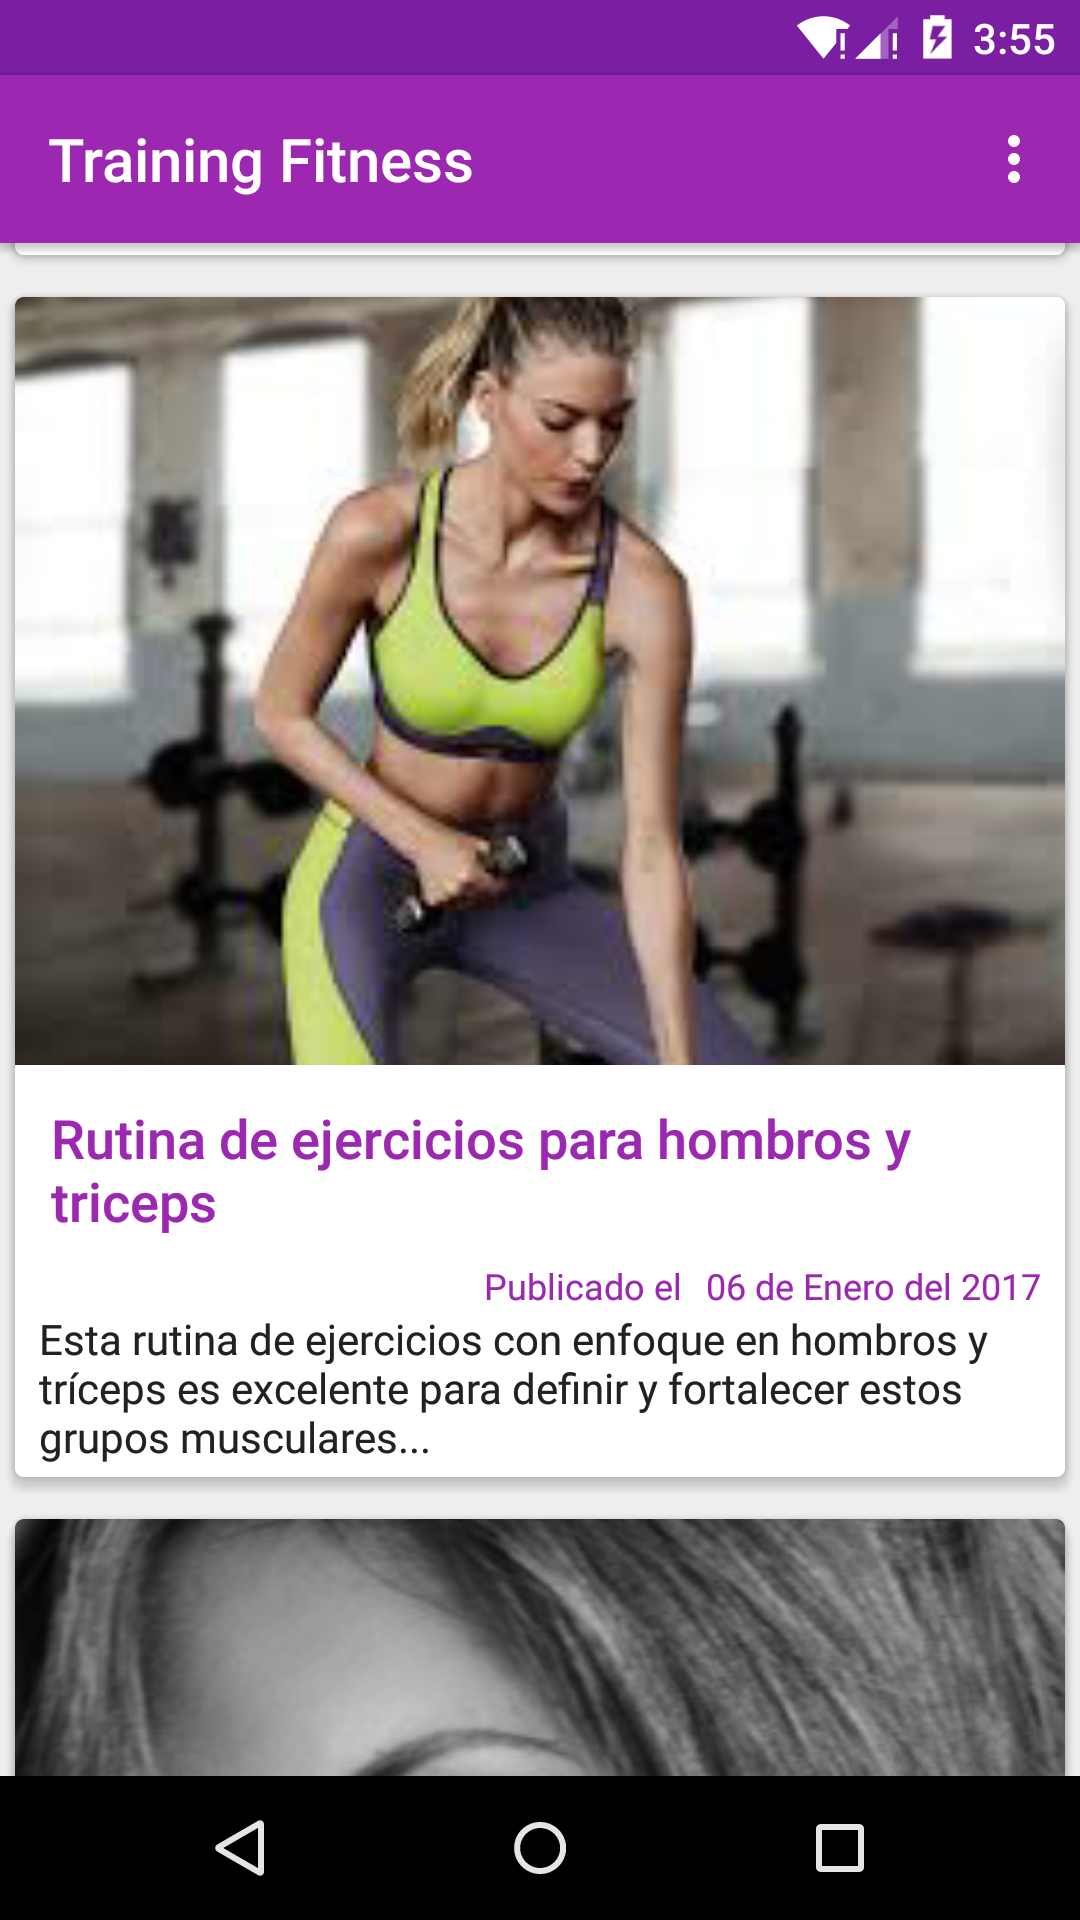 3:55
Training Fitness
Rutina de ejercicios para hombros y
triceps
Publicado el 06 de Enero del 2017
Esta rutina de ejercicios con enfoque en hombros y
tríceps es excelente para definir y fortalecer estos
grupos musculares...